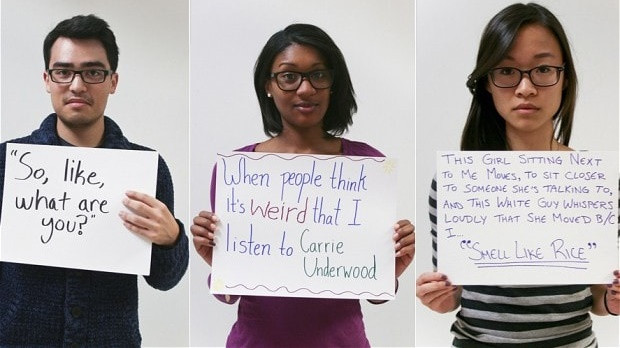 "So, like,
what are
you?"
When people think
It's weird that I
listen to Carrie
Underwood
THIS GIRL SITTING NEXT
TO ME MOVES, TO SIT CLOSER
TO SOMEONE SHE'S TALKING TO,
AND THIS WHITE GUY WHISPERS
LOUDLY THAT SHE MOVED B/C
I...
"SMELL LIKE RICE"